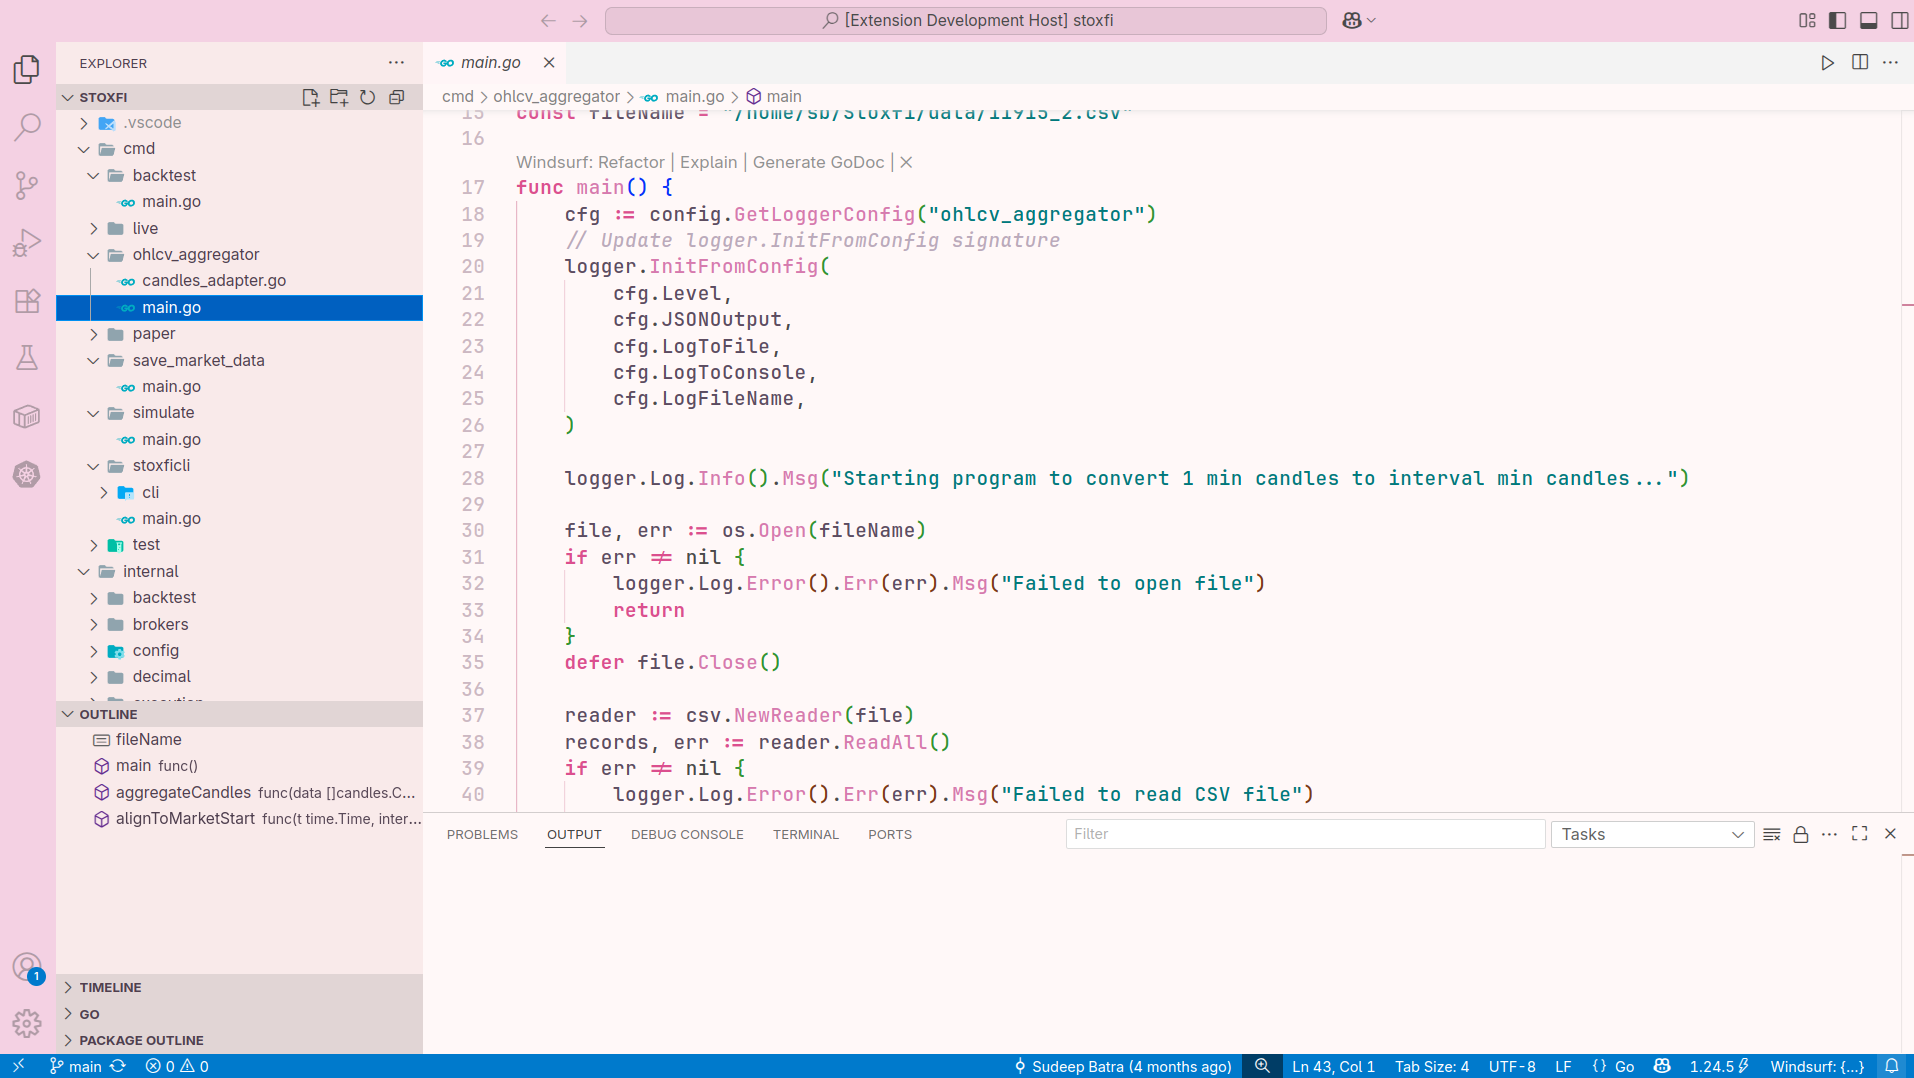 [Extension Development Host] stoxfi
EXPLORER
STOXFI
.vscode
cmd
backtest
main.go
live
ohlcv_aggregator
candles_adapter.go
main.go
paper
save_market_data
main.go
simulate
main.go
stoxficli
cli
main.go
test
internal
backtest
brokers
config
decimal
OUTLINE
fileName
main func()
aggregateCandles func(data []candles.C...
alignToMarketStart func(t time.Time, inter...
TIMELINE
GO
PACKAGE OUTLINE
main.go
cmd > ohlcv_aggregator > main.go > main
15 const fileName = "/home/sb/Stoxfi/data/11915_2.csv"
16
Windsurf: Refactor | Explain | Generate GoDoc | ✕
17 func main() {
18 cfg := config.GetLoggerConfig("ohlcv_aggregator")
19 // Update logger.InitFromConfig signature
20 logger.InitFromConfig(
21 cfg.Level,
22 cfg.JSONOutput,
23 cfg.LogToFile,
24 cfg.LogToConsole,
25 cfg.LogFileName,
26 )
27
28 logger.Log.Info().Msg("Starting program to convert 1 min candles to interval min candles...")
29
30 file, err := os.Open(fileName)
31 if err != nil {
32 logger.Log.Error().Err(err).Msg("Failed to open file")
33 return
34 }
35 defer file.Close()
36
37 reader := csv.NewReader(file)
38 records, err := reader.ReadAll()
39 if err != nil {
40 logger.Log.Error().Err(err).Msg("Failed to read CSV file")
PROBLEMS OUTPUT DEBUG CONSOLE TERMINAL PORTS Filter Tasks
1
main 0 0 Sudeep Batra (4 months ago) Ln 43, Col 1 Tab Size: 4 UTF-8 LF {} Go 1.24.5 Windsurf: {...}